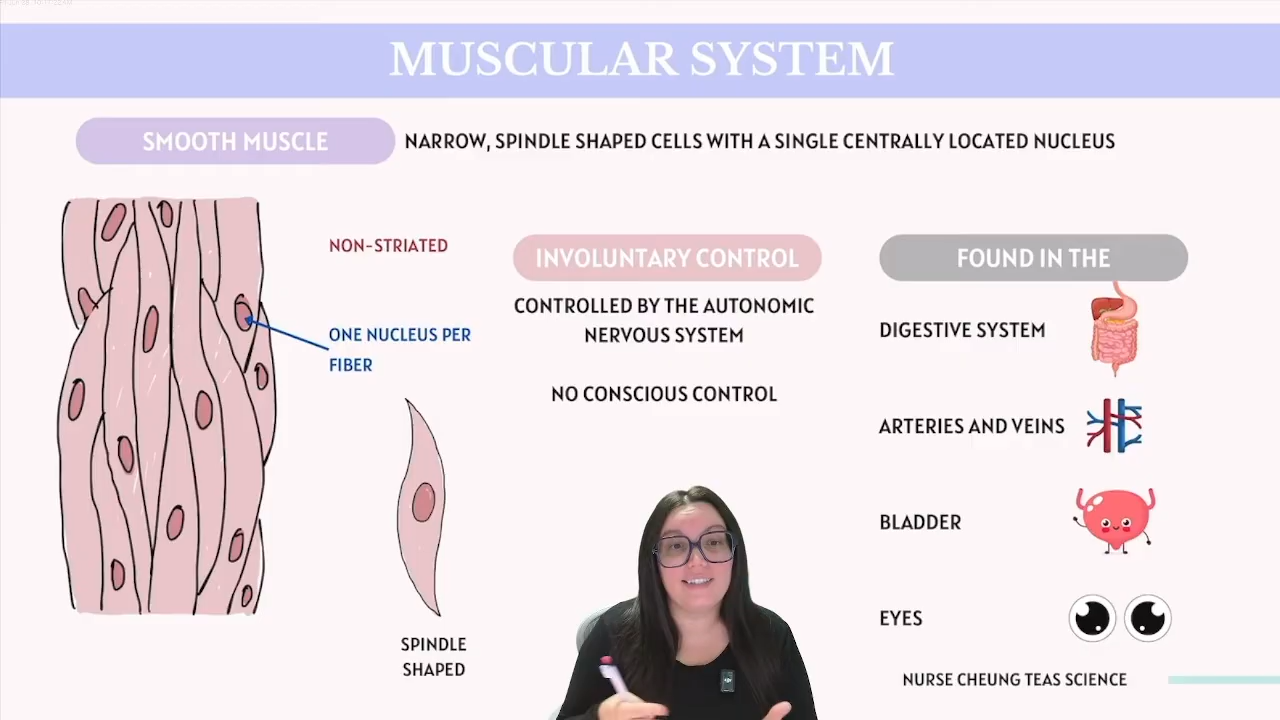 MUSCULAR SYSTEM
SMOOTH MUSCLE
NARROW, SPINDLE SHAPED CELLS WITH A SINGLE CENTRALLY LOCATED NUCLEUS
NON-STRIATED
ONE NUCLEUS PER
FIBER
SPINDLE
SHAPED
INVOLUNTARY CONTROL
CONTROLLED BY THE AUTONOMIC
NERVOUS SYSTEM
NO CONSCIOUS CONTROL
FOUND IN THE
DIGESTIVE SYSTEM
ARTERIES AND VEINS
BLADDER
EYES
NURSE CHEUNG TEAS SCIENCE